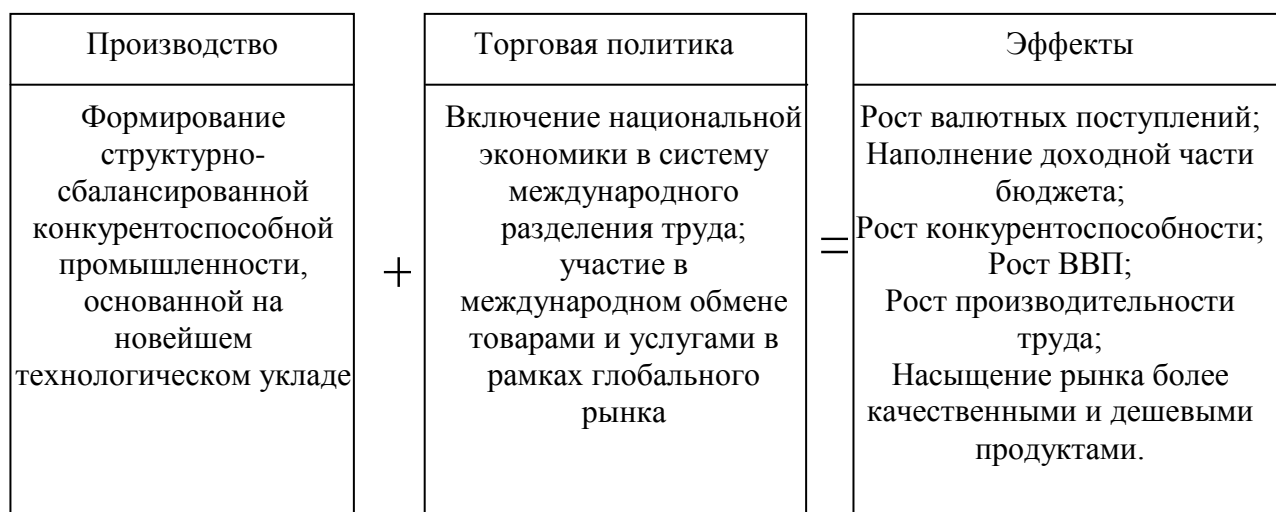 Производство
Формирование
структурно-
сбалансированной
конкурентоспособной
промышленности,
основанной на
новейшем
технологическом укладе
+
Торговая политика
Включение национальной
экономики в систему
международного
разделения труда;
участие в
международном обмене
товарами и услугами в
рамках глобального
рынка
=
Эффекты
Рост валютных поступлений;
Наполнение доходной части
бюджета;
Рост конкурентоспособности;
Рост ВВП;
Рост производительности
труда;
Насыщение рынка более
качественными и дешевыми
продуктами.